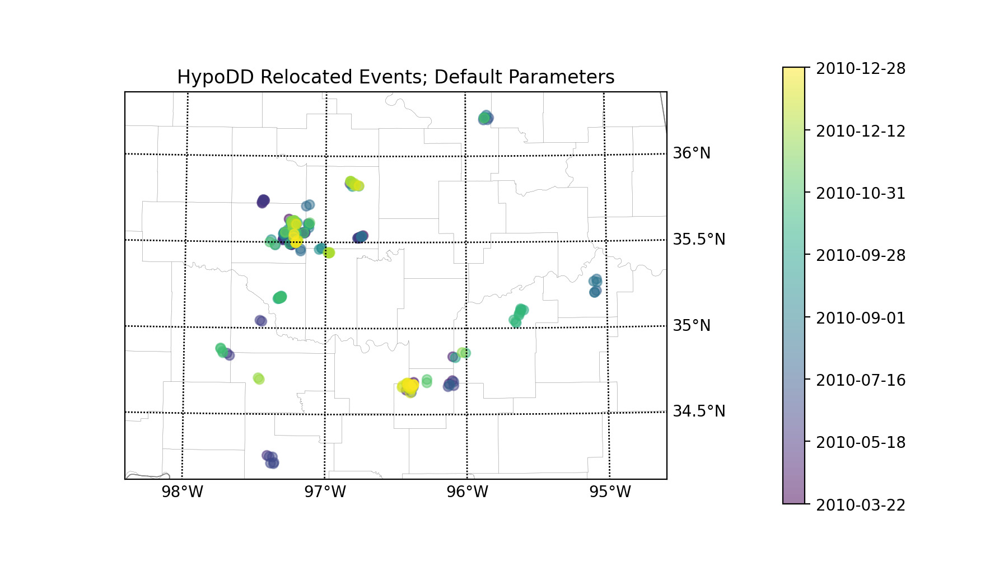 HypoDD Relocated Events; Default Parameters
36°N
35.5°N
35°N
34.5°N
98°W
97°W
96°W
95°W
2010-12-28
2010-12-12
2010-10-31
2010-09-28
2010-09-01
2010-07-16
2010-05-18
2010-03-22